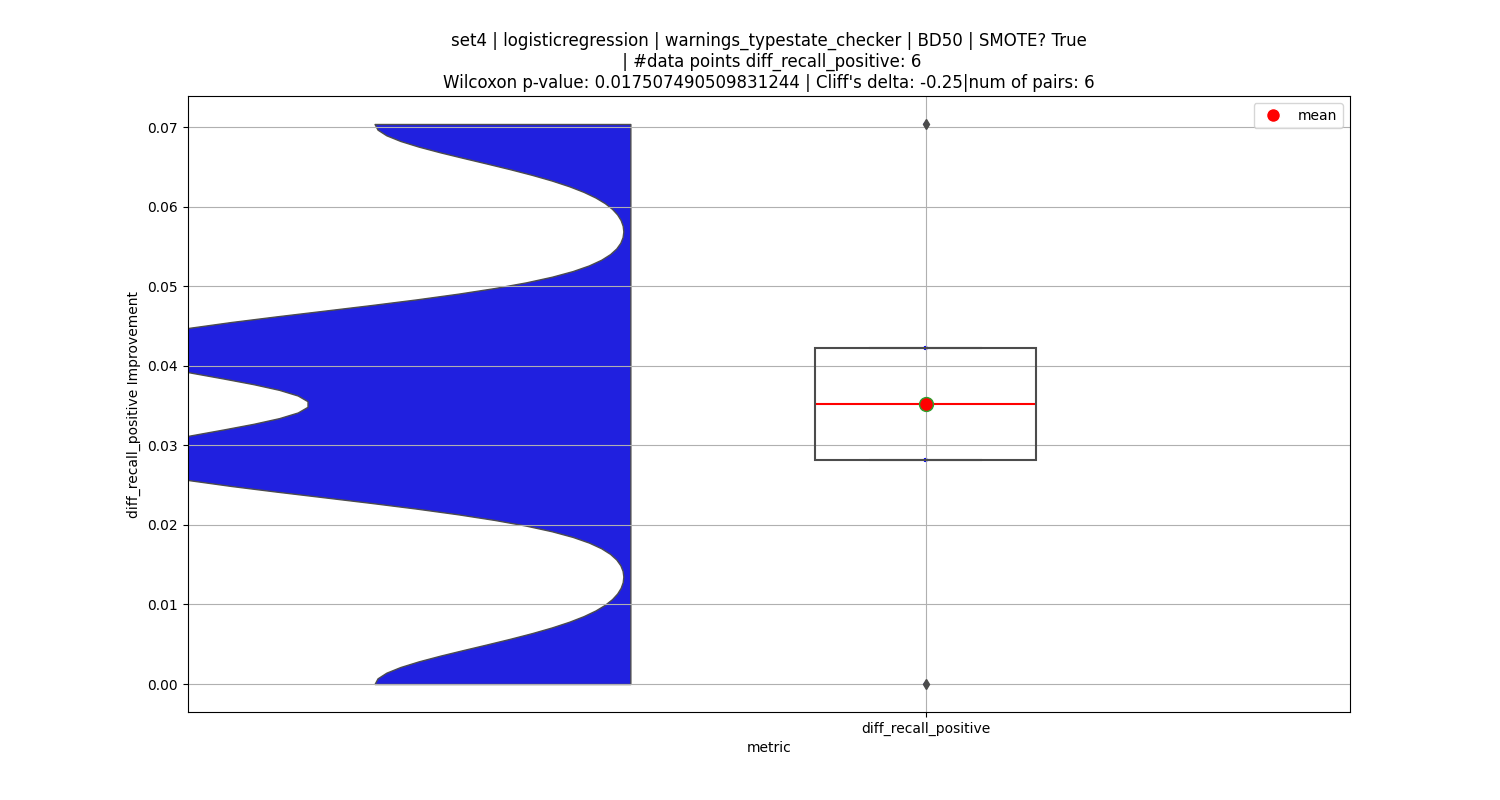 set4 | logisticregression | warnings_typestate_checker | BD50 | SMOTE? True
| #data points diff_recall_positive: 6
Wilcoxon p-value: 0.017507490509831244 | Cliff's delta: -0.25|num of pairs: 6
mean
0.07
0.06
0.05
0.04
0.03
0.02
0.01
0.00
diff_recall_positive Improvement
diff_recall_positive
metric